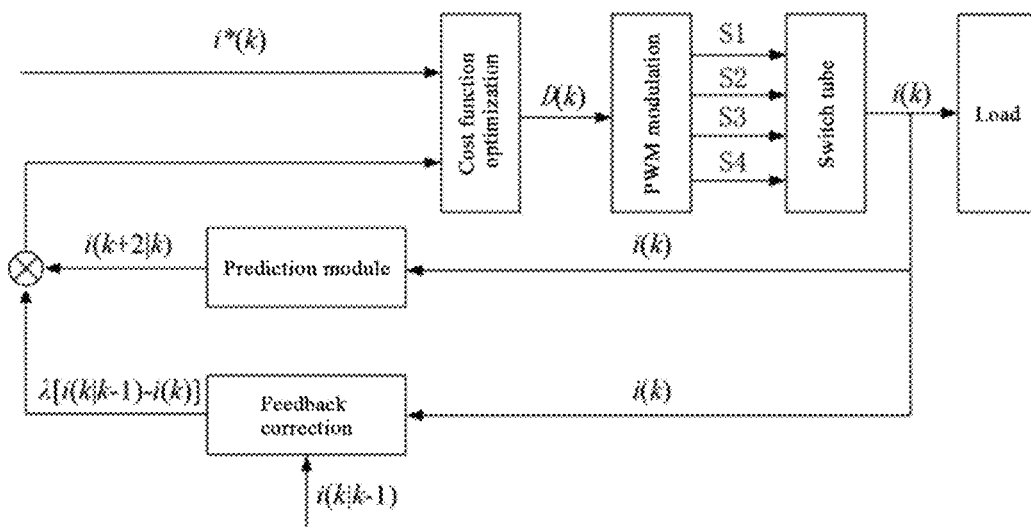 i*(k)
Cost function
optimization
D(k)
PWM modulation
S1
S2
S3
S4
Switch tube
i(k)
Load
i(k+2|k)
Prediction module
i(k)
λ[i(k|k-1)-i(k)]
Feedback
correction
i(k)
i(k|k-1)